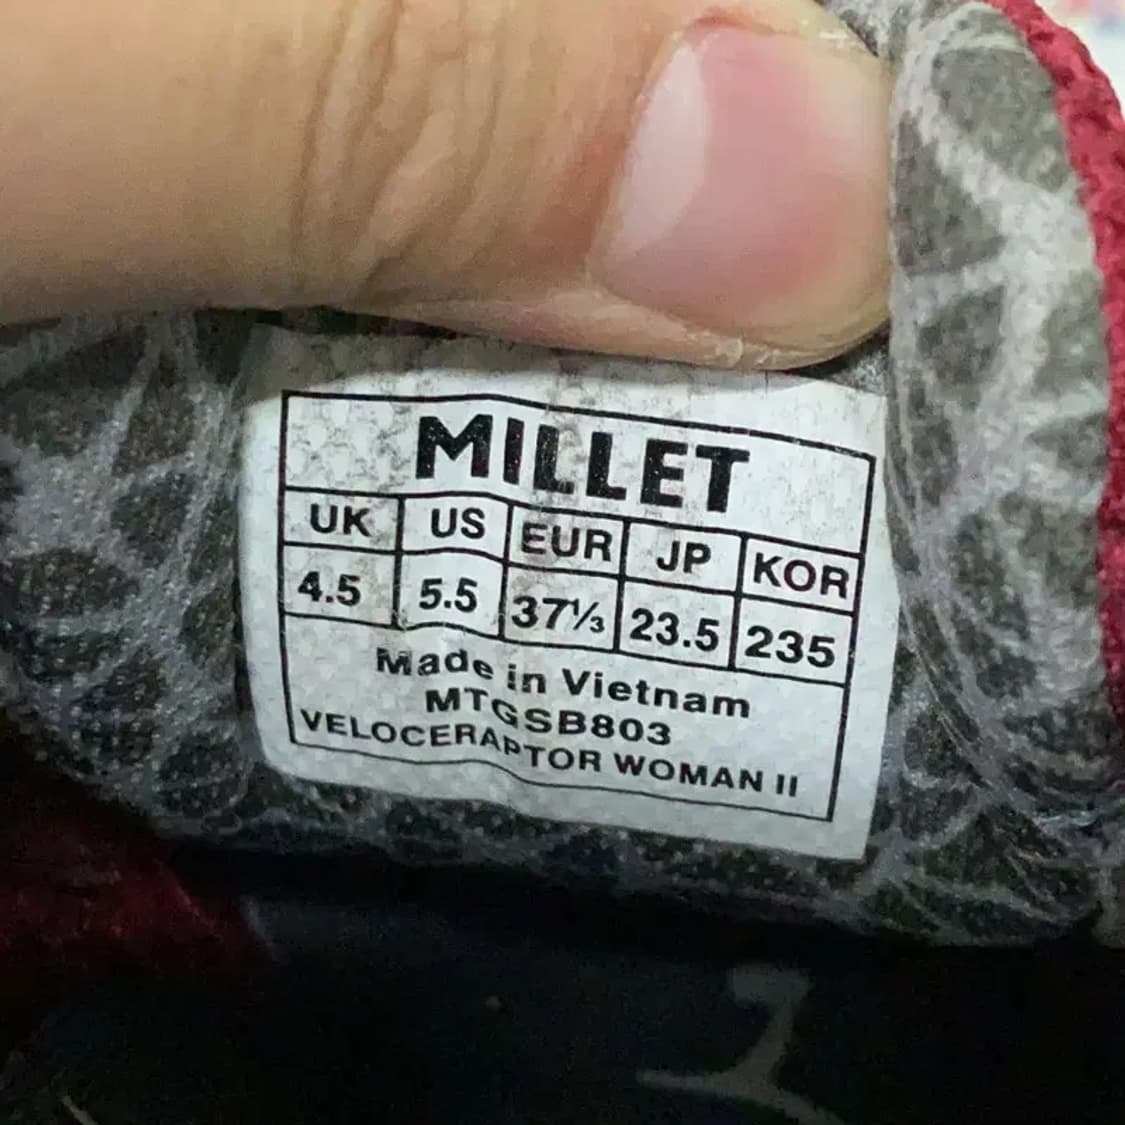 MILLET
UK US EUR JP KOR
4.5 5.5 37⅓ 23.5 235
Made in Vietnam
MTGSB803
VELOCERAPTOR WOMAN II